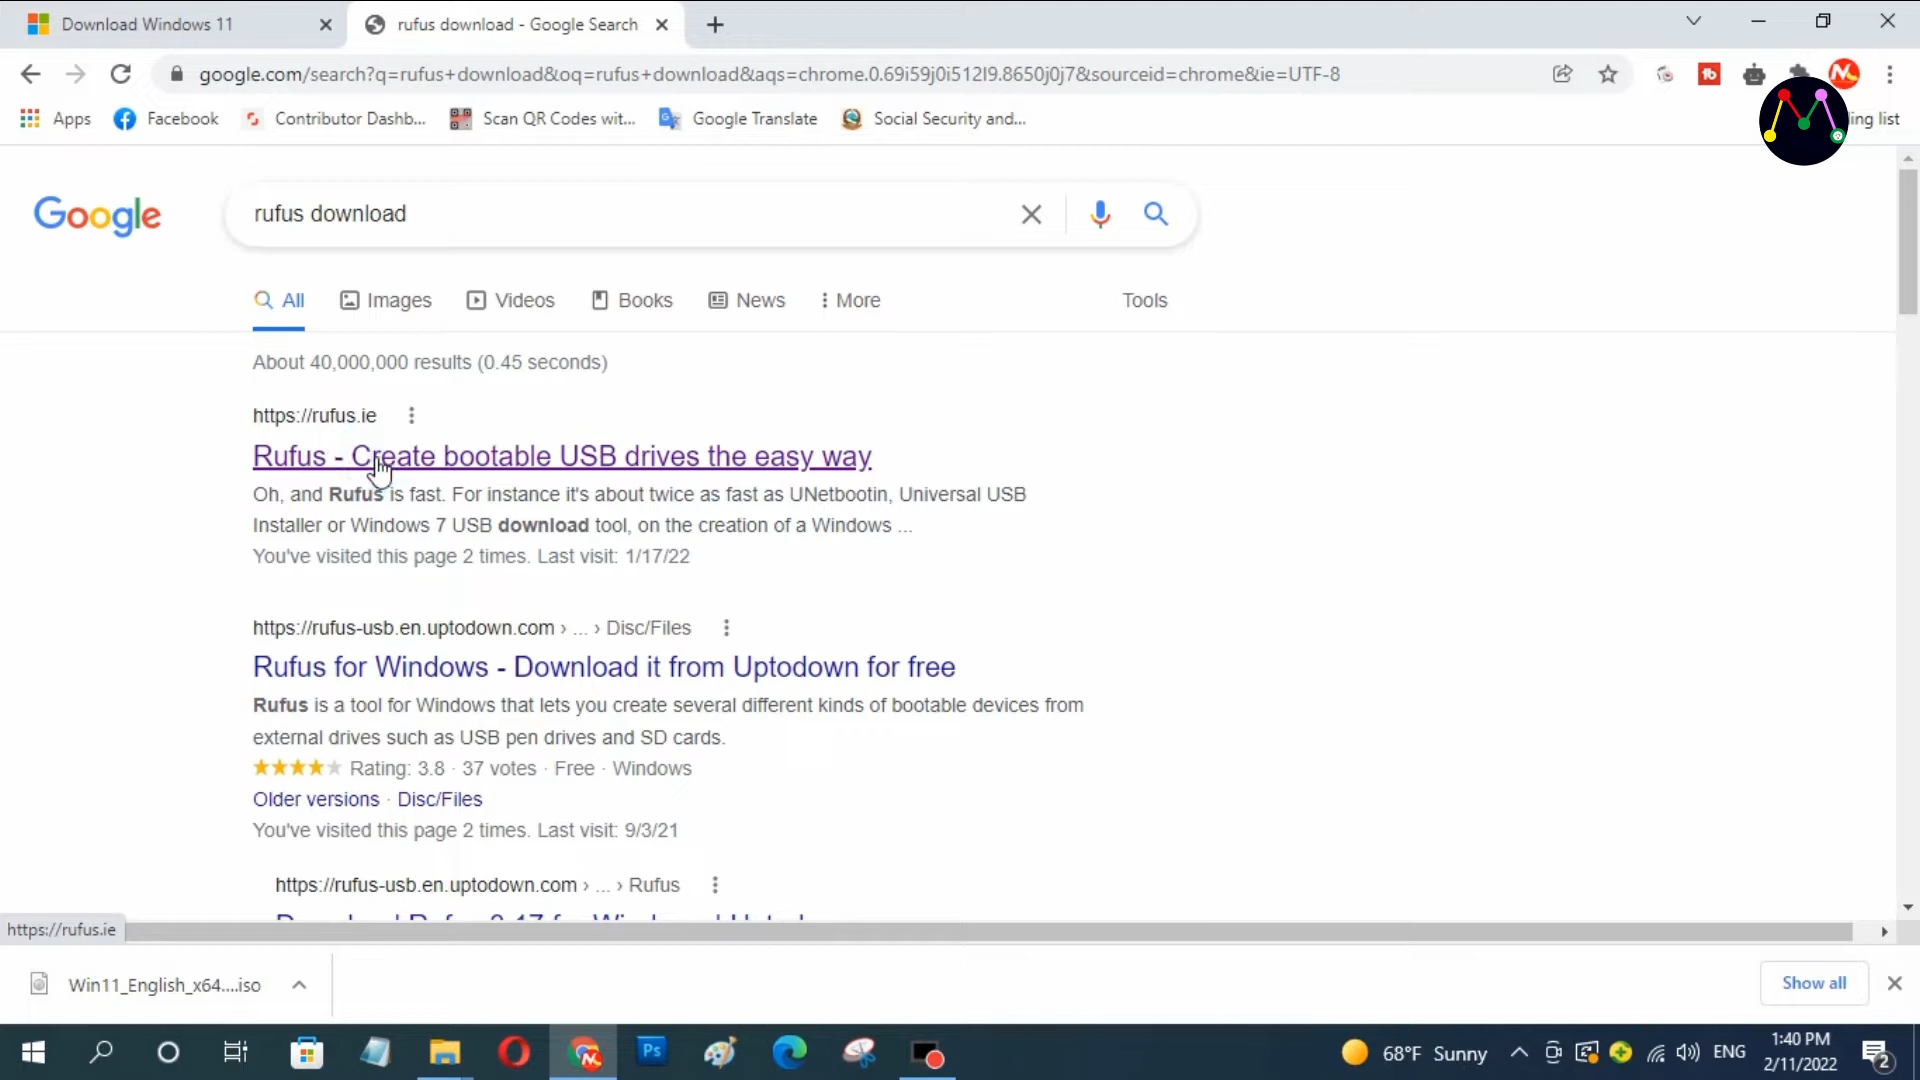 Download Windows 11
rufus download - Google Search
google.com/search?q=rufus+download&oq=rufus+download&aqs=chrome.0.69i59j0i512l9.8650j0j7&sourceid=chrome&ie=UTF-8
Apps
Facebook
Contributor Dashb...
Scan QR Codes wit...
Google Translate
Social Security and...
ing list
Google
rufus download
All
Images
Videos
Books
News
More
Tools
About 40,000,000 results (0.45 seconds)
https://rufus.ie
Rufus - Create bootable USB drives the easy way
Oh, and Rufus is fast. For instance it's about twice as fast as UNetbootin, Universal USB
Installer or Windows 7 USB download tool, on the creation of a Windows ...
You've visited this page 2 times. Last visit: 1/17/22
https://rufus-usb.en.uptodown.com › ... › Disc/Files
Rufus for Windows - Download it from Uptodown for free
Rufus is a tool for Windows that lets you create several different kinds of bootable devices from
external drives such as USB pen drives and SD cards.
Rating: 3.8 · 37 votes · Free · Windows
Older versions · Disc/Files
You've visited this page 2 times. Last visit: 9/3/21
https://rufus-usb.en.uptodown.com › ... › Rufus
https://rufus.ie
Win11_English_x64....iso
Show all
Ps
68°F Sunny
ENG
1:40 PM
2/11/2022
2